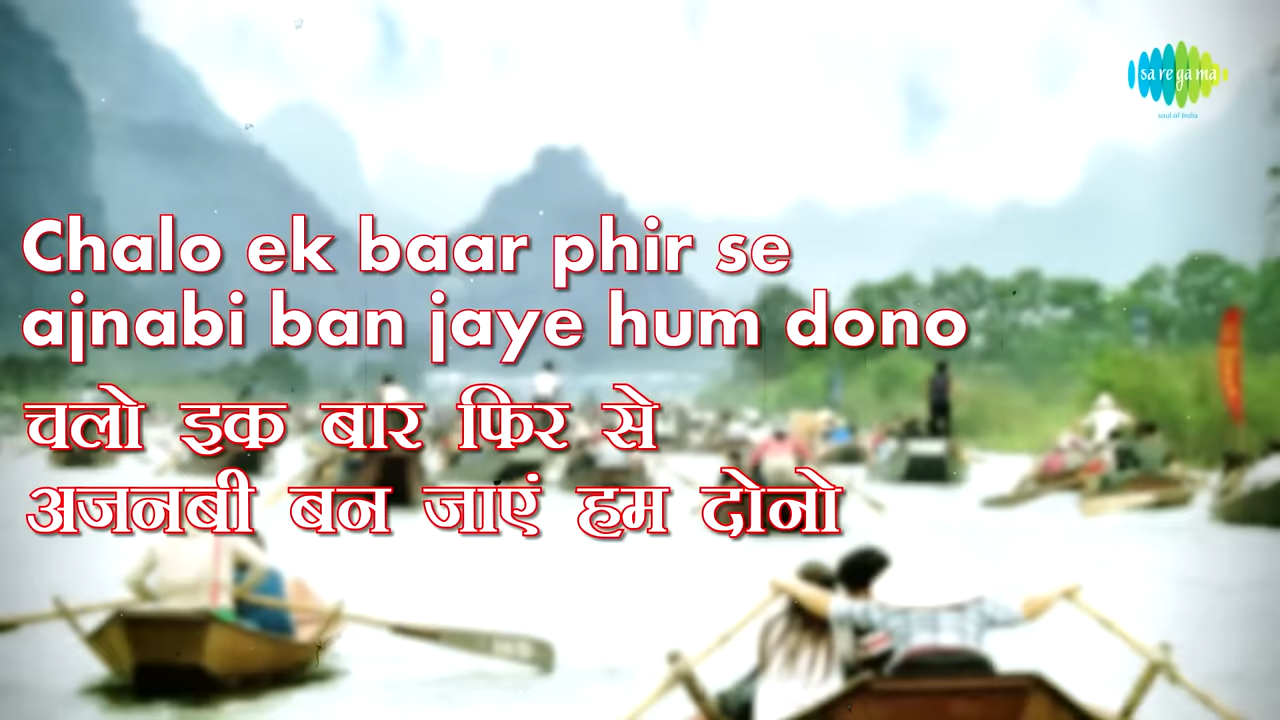 sa re ga ma
soul of India
Chalo ek baar phir se
ajnabi ban jaye hum dono
चलो इक बार फिर से
अजनबी बन जाएं हम दोनो